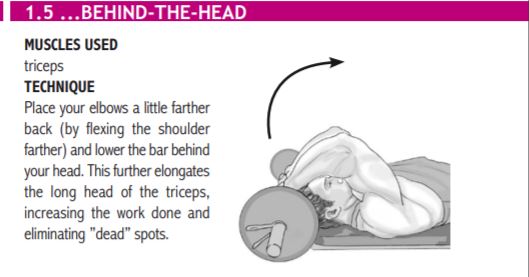 1.5 ...BEHIND-THE-HEAD
MUSCLES USED
triceps
TECHNIQUE
Place your elbows a little farther
back (by flexing the shoulder
farther) and lower the bar behind
your head. This further elongates
the long head of the triceps,
increasing the work done and
eliminating ”dead” spots.